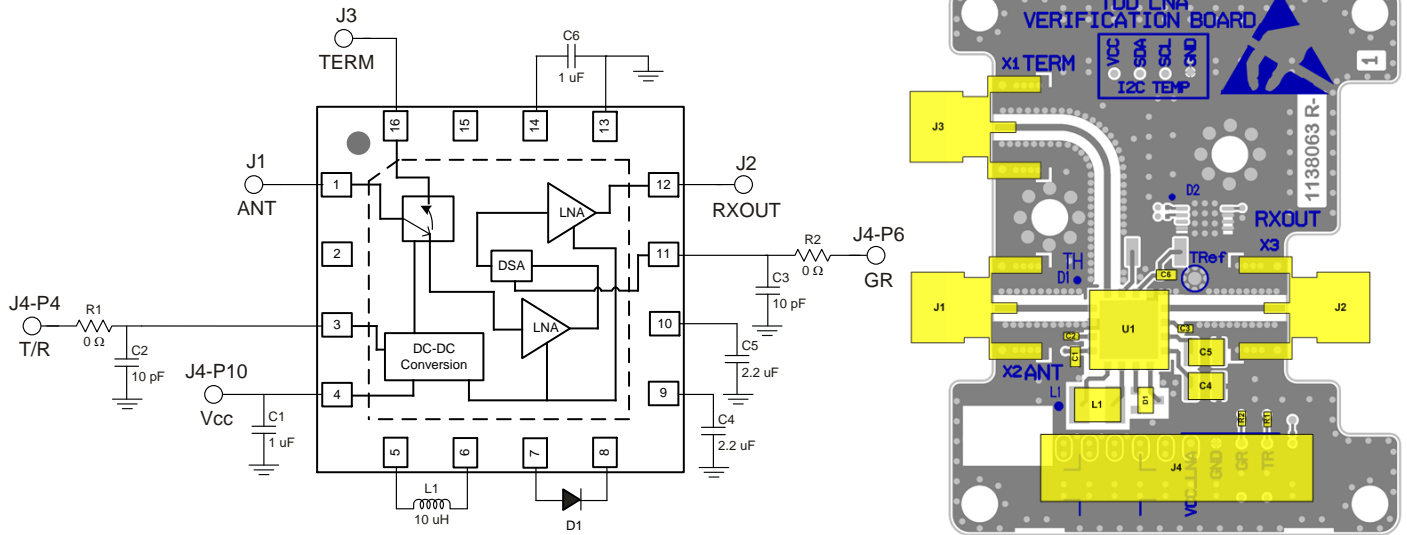 J3
TERM
C6
1 uF
16
15
14
13
J1
ANT
1
12
J2
RXOUT
LNA
2
DSA
11
R2
0 Ω
J4-P6
GR
C3
10 pF
J4-P4
T/R
R1
0 Ω
C2
10 pF
3
LNA
10
C5
2.2 uF
DC-DC
Conversion
J4-P10
Vcc
4
9
C1
1 uF
C4
2.2 uF
5
6
7
8
L1
10 uH
D1
TDD LNA
VERIFICATION BOARD
VCC
SDA
SCL
GND
I2C TEMP
1
X1 TERM
J3
1138063 R-
D2
RXOUT
X3
TH
D1
TRef
C6
J1
U1
J2
C2
C3
C1
C5
X2 ANT
C4
L1
L1
D1
R2
R1
J4
VCC_LNA
GND
GR
TR